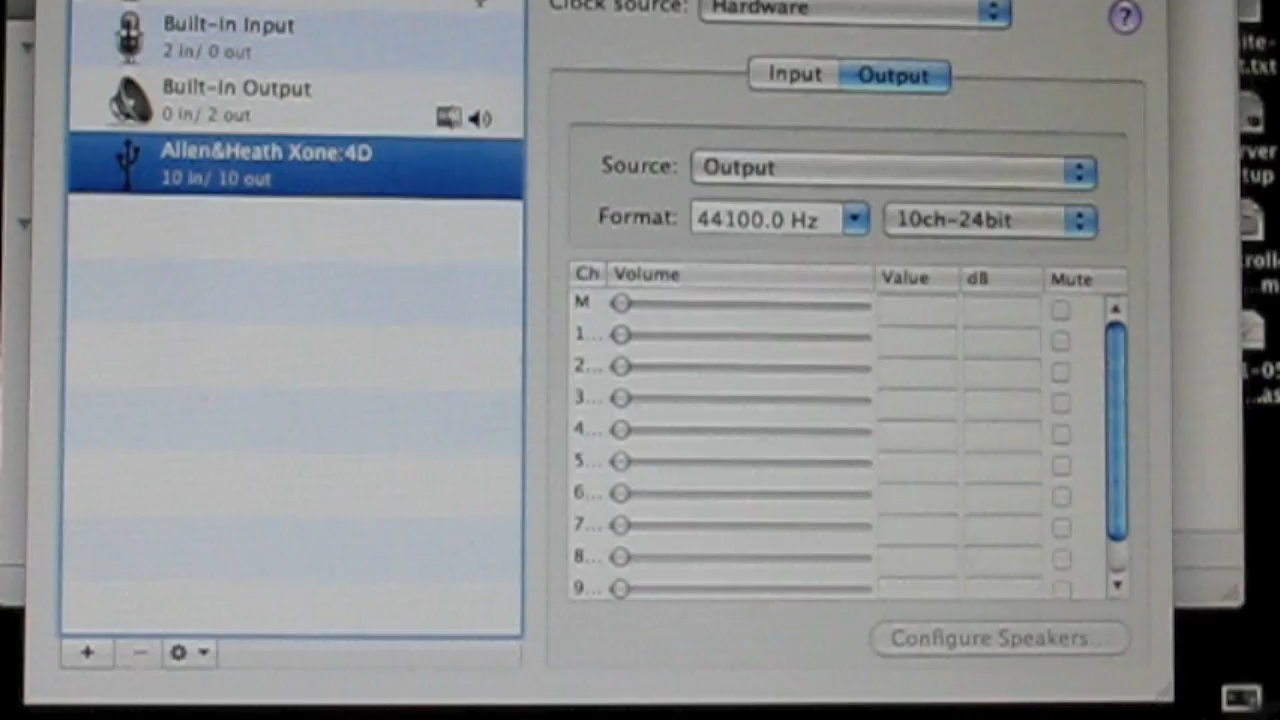 Clock source: Hardware
?
Built-in Input
2 in/ 0 out
Built-in Output
0 in/ 2 out
Allen&Heath Xone:4D
10 in/ 10 out
Input Output
Source: Output
Format: 44100.0 Hz 10ch-24bit
Ch Volume Value dB Mute
M
1...
2...
3...
4...
5...
6...
7...
8...
9...
Configure Speakers...